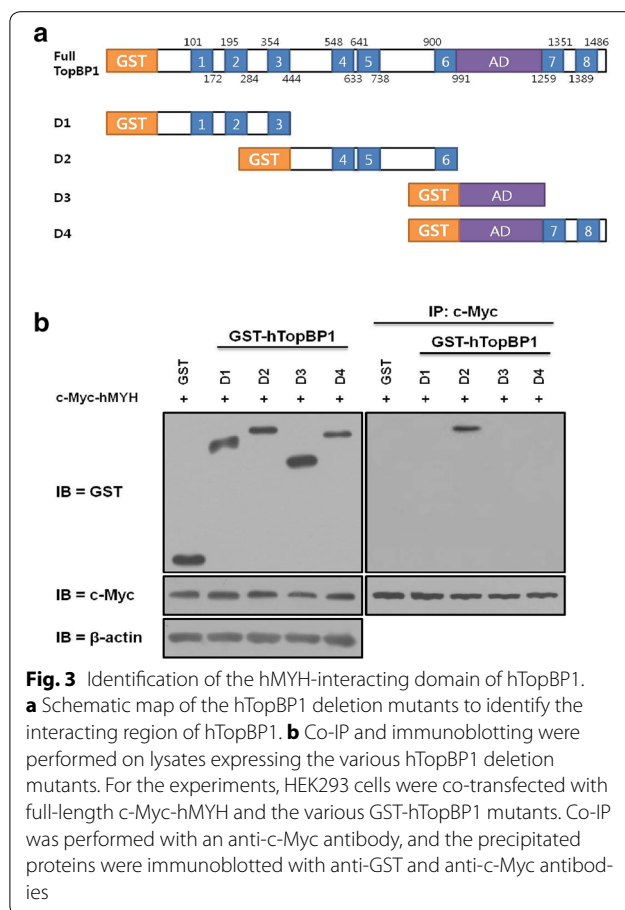 a
101 195 354 548 641 900 1351 1486
Full TopBP1
GST 1 2 3 4 5 6 AD 7 8
172 284 444 633 738 991 1259 1389
D1
GST 1 2 3
D2
GST 4 5 6
D3
GST AD
D4
GST AD 7 8
b
IP: c-Myc
GST-hTopBP1 GST-hTopBP1
GST D1 D2 D3 D4 GST D1 D2 D3 D4
c-Myc-hMYH + + + + + + + + + +
IB = GST
IB = c-Myc
IB = β-actin
Fig. 3 Identification of the hMYH-interacting domain of hTopBP1.
a Schematic map of the hTopBP1 deletion mutants to identify the
interacting region of hTopBP1. b Co-IP and immunoblotting were
performed on lysates expressing the various hTopBP1 deletion
mutants. For the experiments, HEK293 cells were co-transfected with
full-length c-Myc-hMYH and the various GST-hTopBP1 mutants. Co-IP
was performed with an anti-c-Myc antibody, and the precipitated
proteins were immunoblotted with anti-GST and anti-c-Myc antibod-
ies